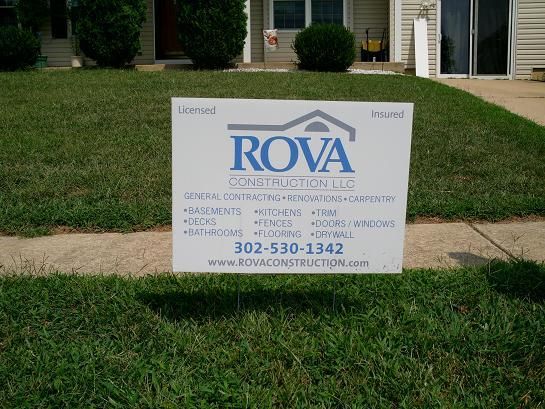 Licensed Insured
ROVA
CONSTRUCTION LLC
GENERAL CONTRACTING • RENOVATIONS • CARPENTRY
•BASEMENTS •KITCHENS •TRIM
•DECKS •FENCES •DOORS / WINDOWS
•BATHROOMS •FLOORING •DRYWALL
302-530-1342
www.ROVACONSTRUCTION.com